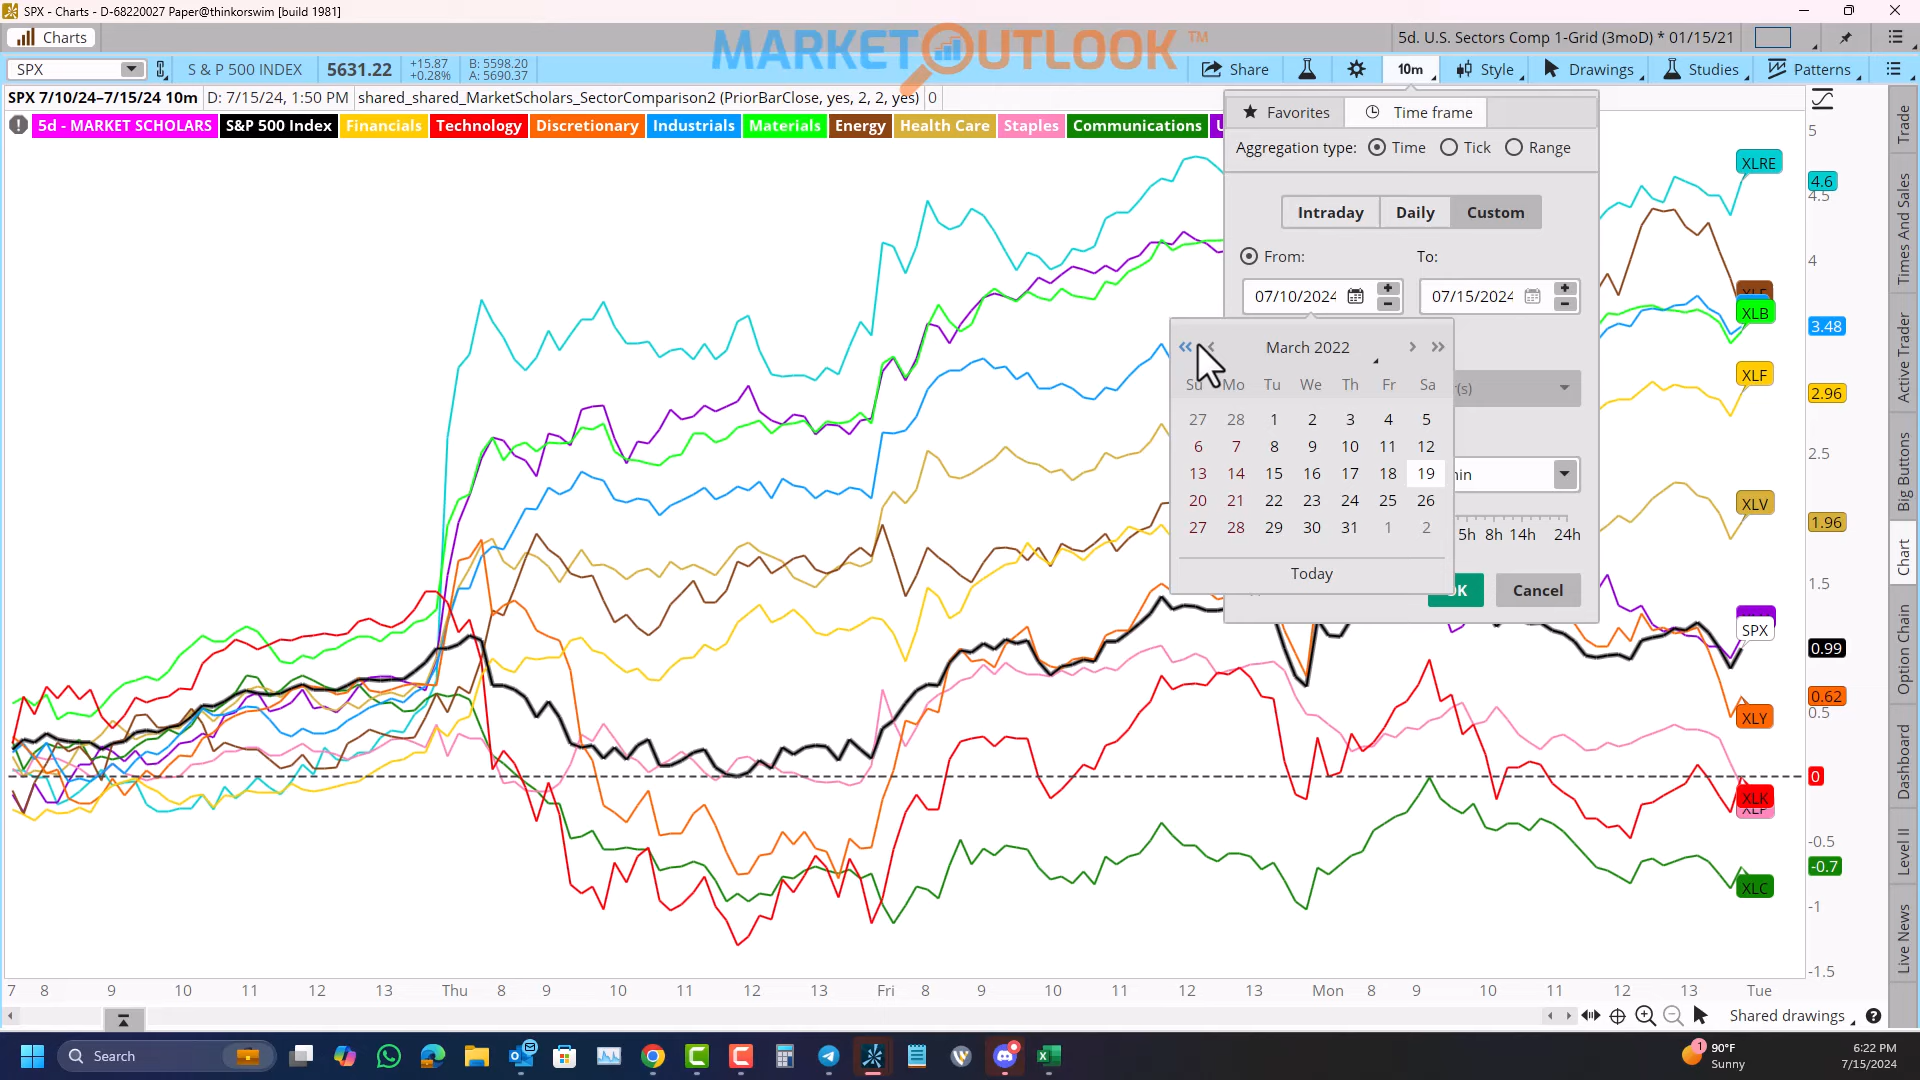 SPX - Charts - D-68220027 Paper@thinkorswim [build 1981]
Charts
MARKET OUTLOOK ™
5d. U.S. Sectors Comp 1-Grid (3moD) * 01/15/21
SPX
S & P 500 INDEX
5631.22
+15.87
+0.28%
B: 5598.20
A: 5690.37
Share
10m
Style
Drawings
Studies
Patterns
SPX 7/10/24–7/15/24 10m
D: 7/15/24, 1:50 PM
shared_shared_MarketScholars_SectorComparison2 (PriorBarClose, yes, 2, 2, yes)
0
5d - MARKET SCHOLARS
S&P 500 Index
Financials
Technology
Discretionary
Industrials
Materials
Energy
Health Care
Staples
Communications
Favorites
Time frame
Aggregation type:
Time
Tick
Range
Intraday
Daily
Custom
From:
To:
07/10/2024
07/15/2024
March 2022
Su Mo Tu We Th Fr Sa
27 28 1 2 3 4 5
6 7 8 9 10 11 12
13 14 15 16 17 18 19
20 21 22 23 24 25 26
27 28 29 30 31 1 2
Today
5h 8h 14h 24h
Cancel
5
XLRE
4.6
4.5
4
XLB
3.48
XLF
2.96
2.5
XLV
1.96
1.5
SPX
0.99
0.62
XLY
0.5
0
XLK
-0.5
-0.7
XLC
-1
-1.5
7 8 9 10 11 12 13 Thu 8 9 10 11 12 13 Fri 8 9 10 11 12 13 Mon 8 9 10 11 12 13 Tue
Trade
Times And Sales
Active Trader
Big Buttons
Chart
Option Chain
Dashboard
Level II
Live News
Shared drawings
Search
1
90°F
Sunny
6:22 PM
7/15/2024